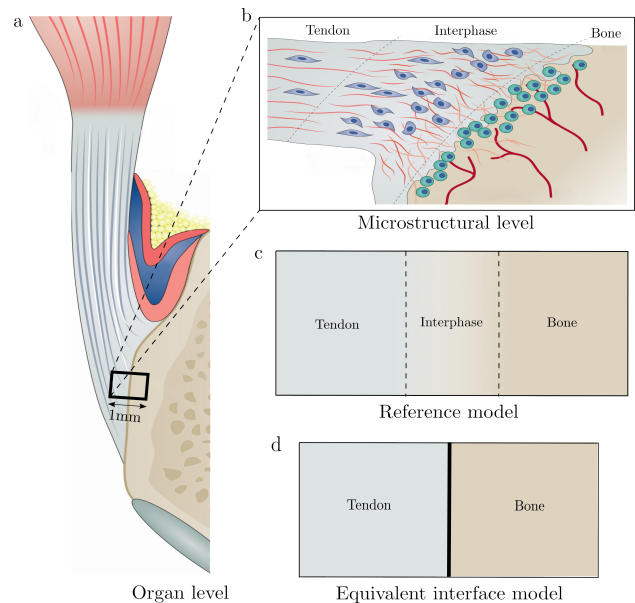 a
1mm
Organ level
b
Tendon
Interphase
Bone
Microstructural level
c
Tendon
Interphase
Bone
Reference model
d
Tendon
Bone
Equivalent interface model